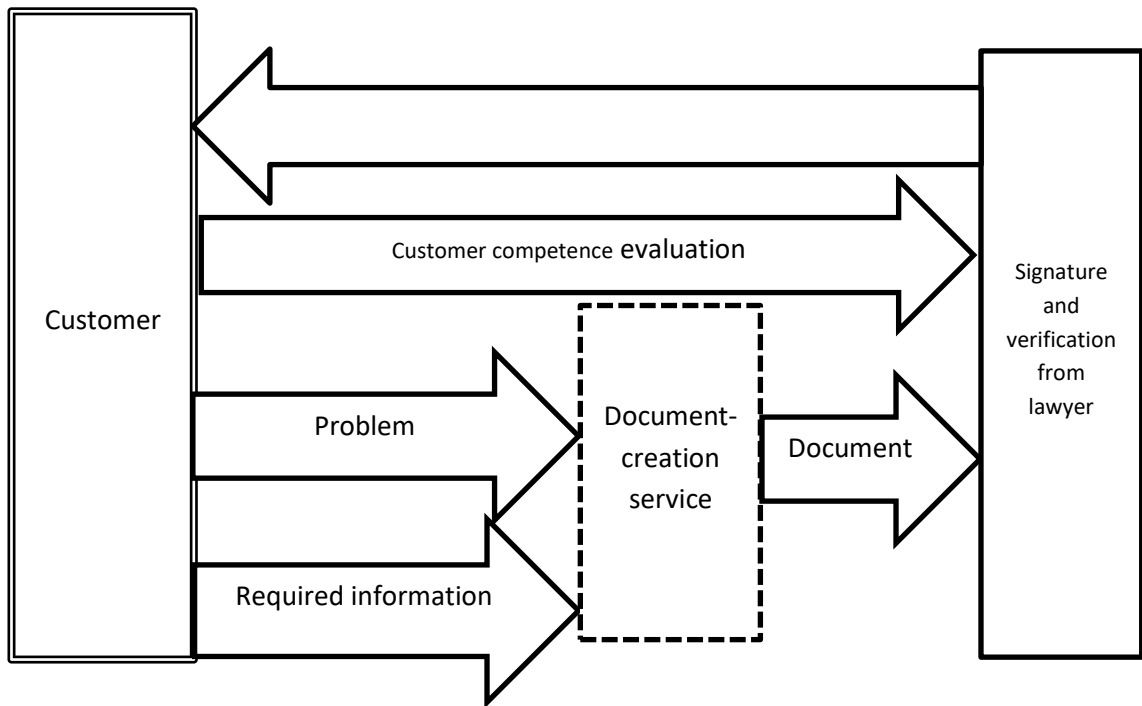 Customer
Customer competence evaluation
Problem
Required information
Document-
creation
service
Document
Signature
and
verification
from
lawyer